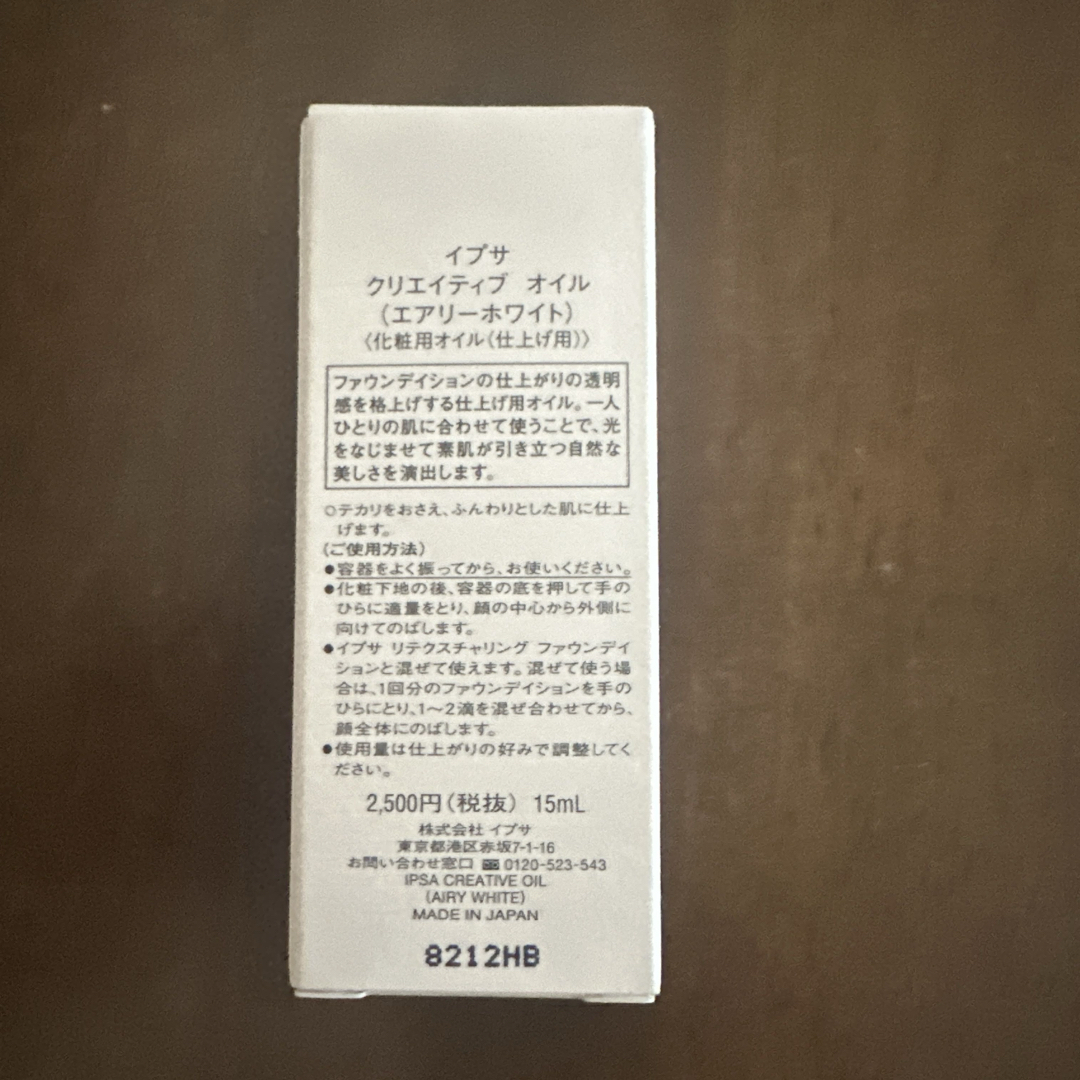 イプサ
クリエイティブ オイル
（エアリーホワイト）
〈化粧用オイル（仕上げ用）〉
ファウンデイションの仕上がりの透明
感を格上げする仕上げ用オイル。一人
ひとりの肌に合わせて使うことで、光
をなじませて素肌が引き立つ自然な
美しさを演出します。
○テカリをおさえ、ふんわりとした肌に仕上
げます。
（ご使用方法）
●容器をよく振ってから、お使いください。
●化粧下地の後、容器の底を押して手の
ひらに適量をとり、顔の中心から外側に
向けてのばします。
●イプサ リテクスチャリング ファウンデイ
ションと混ぜて使えます。混ぜて使う場
合は、1回分のファウンデイションを手の
ひらにとり、1〜2滴を混ぜ合わせてから、
顔全体にのばします。
●使用量は仕上がりの好みで調整してく
ださい。
2,500円（税抜） 15mL
株式会社 イプサ
東京都港区赤坂7-1-16
お問い合わせ窓口 0120-523-543
IPSA CREATIVE OIL
(AIRY WHITE)
MADE IN JAPAN
8212HB